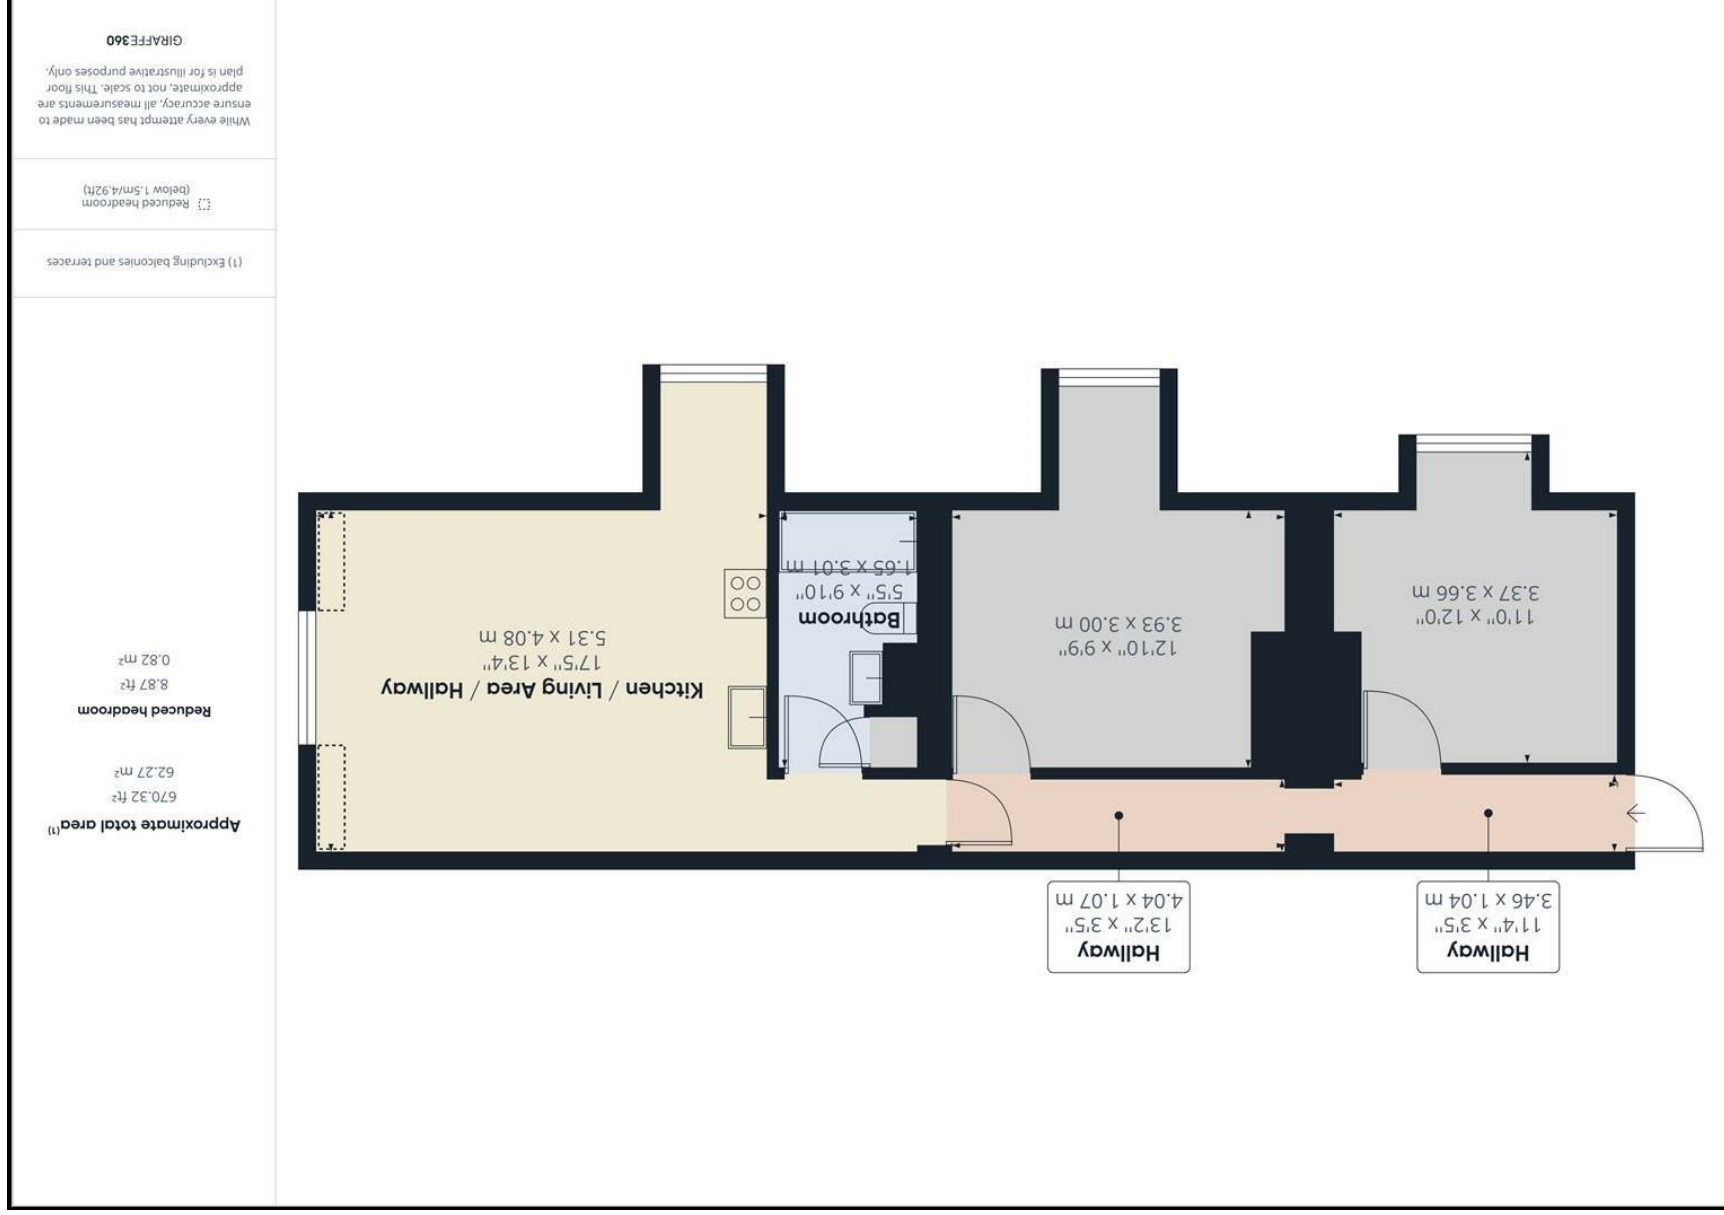 Hallway
11'4" x 3'5"
3.46 x 1.04 m
Hallway
13'2" x 3'5"
4.04 x 1.07 m
11'0" x 12'0"
3.37 x 3.66 m
12'10" x 9'9"
3.93 x 3.00 m
Bathroom
5'5" x 9'10"
1.65 x 3.01 m
Kitchen / Living Area / Hallway
17'5" x 13'4"
5.31 x 4.08 m
Approximate total area(1)
670.32 ft²
62.27 m²
Reduced headroom
8.87 ft²
0.82 m²
(1) Excluding balconies and terraces
Reduced headroom
(below 1.5m/4.92ft)
While every attempt has been made to
ensure accuracy, all measurements are
approximate, not to scale. This floor
plan is for illustrative purposes only.
GIRAFFE360